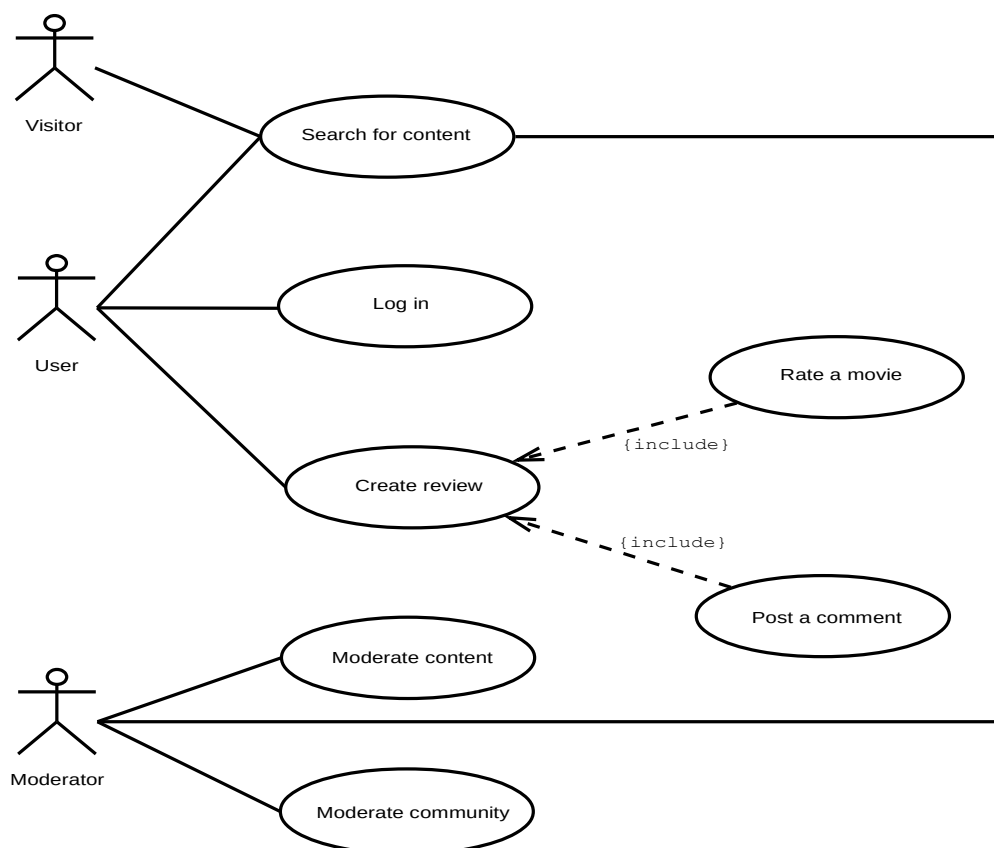 Visitor
Search for content
Log in
User
Rate a movie
{include}
Create review
{include}
Post a comment
Moderate content
Moderator
Moderate community